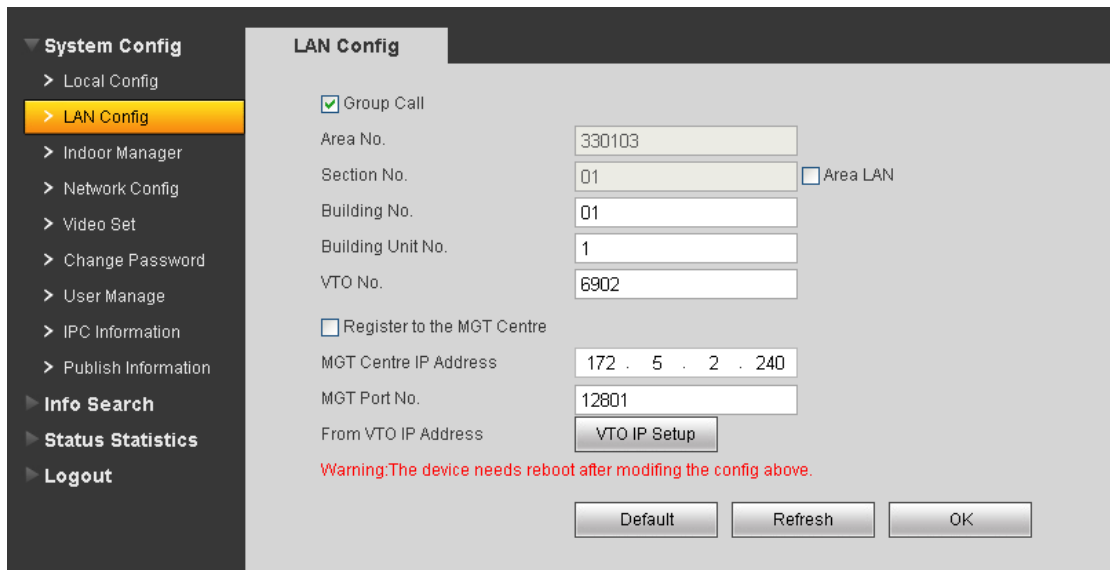 System Config
Local Config
LAN Config
Indoor Manager
Network Config
Video Set
Change Password
User Manage
IPC Information
Publish Information
Info Search
Status Statistics
Logout
LAN Config
Group Call
Area No. 330103
Section No. 01 Area LAN
Building No. 01
Building Unit No. 1
VTO No. 6902
Register to the MGT Centre
MGT Centre IP Address 172 . 5 . 2 . 240
MGT Port No. 12801
From VTO IP Address VTO IP Setup
Warning:The device needs reboot after modifing the config above.
Default Refresh OK